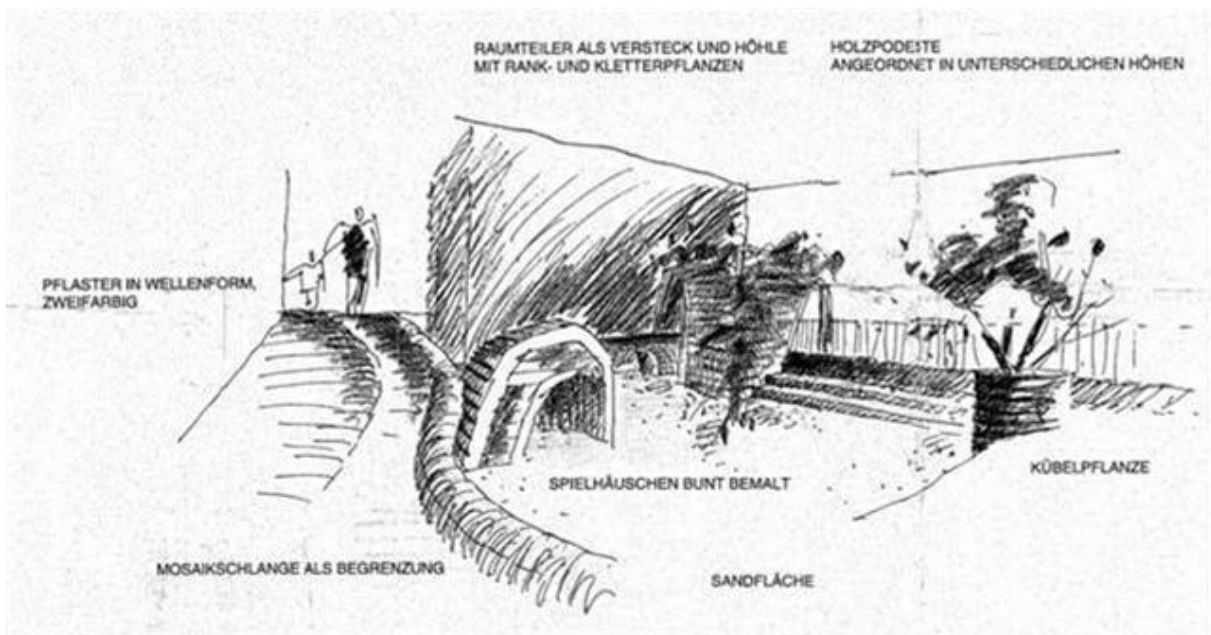 RAUMTEILER ALS VERSTECK UND HÖHLE
MIT RANK- UND KLETTERPFLANZEN
HOLZPODESTE
ANGEORDNET IN UNTERSCHIEDLICHEN HÖHEN
PFLASTER IN WELLENFORM,
ZWEIFARBIG
KÜBELPFLANZE
SPIELHÄUSCHEN BUNT BEMALT
MOSAIKSCHLANGE ALS BEGRENZUNG
SANDFLÄCHE